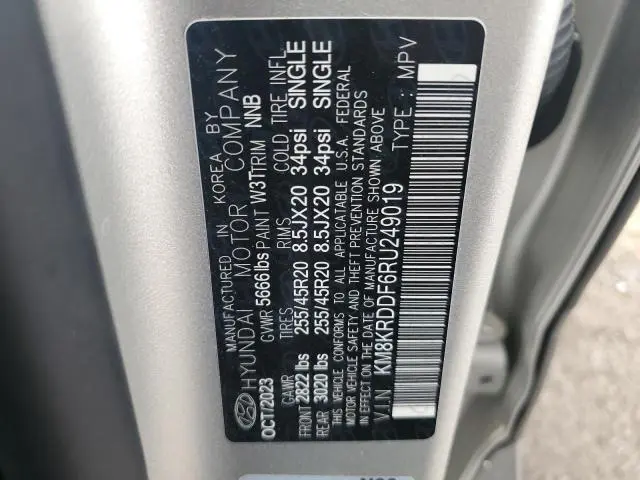 MANUFACTURED IN KOREA BY
HYUNDAI MOTOR COMPANY
OCT/2023 GVWR 5666lbs PAINT W3T TRIM NNB
GAWR TIRES RIMS COLD TIRE INFL.
FRONT 2822 lbs 255/45R20 8.5JX20 34psi SINGLE
REAR 3020 lbs 255/45R20 8.5JX20 34psi SINGLE
THIS VEHICLE CONFORMS TO ALL APPLICABLE U.S.A. FEDERAL
MOTOR VEHICLE SAFETY AND THEFT PREVENTION STANDARDS
IN EFFECT ON THE DATE OF MANUFACTURE SHOWN ABOVE
VIN KM8KRDDF6RU249019
TYPE : MPV